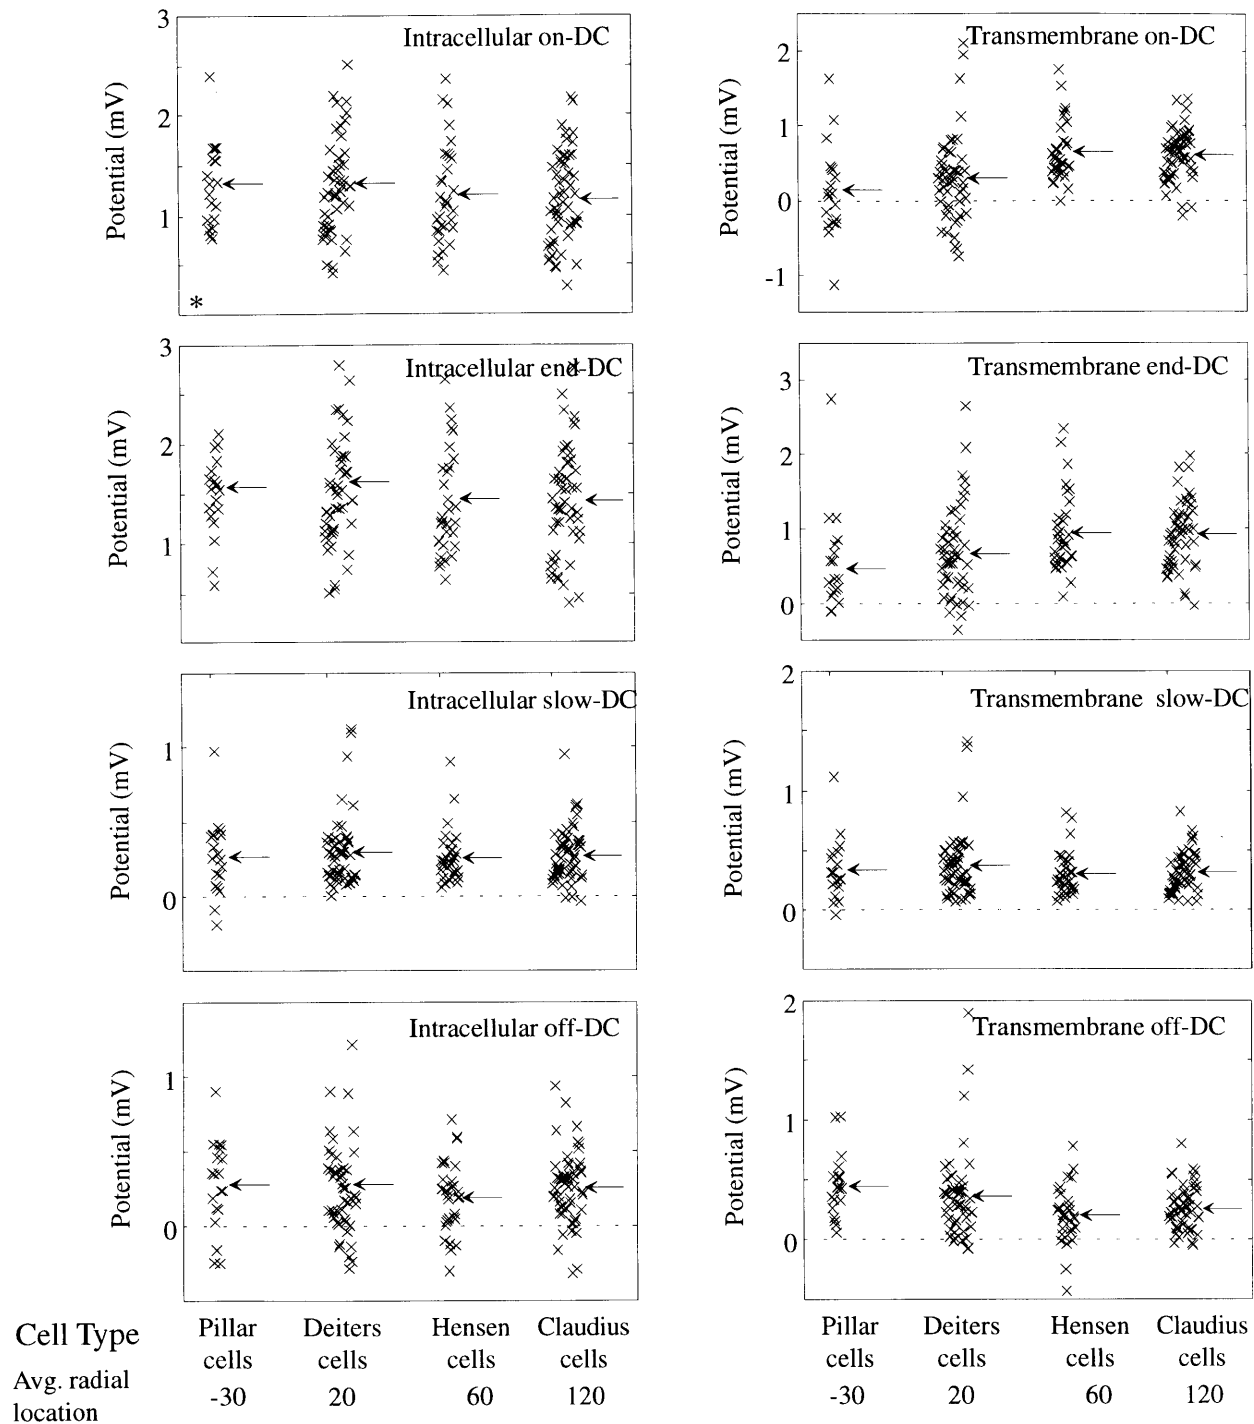 Intracellular on-DC
Potential (mV)
3
2
1
*
Transmembrane on-DC
Potential (mV)
2
1
0
-1
Intracellular end-DC
Potential (mV)
3
2
1
Transmembrane end-DC
Potential (mV)
3
2
1
0
Intracellular slow-DC
Potential (mV)
1
0
Transmembrane slow-DC
Potential (mV)
2
1
0
Intracellular off-DC
Potential (mV)
1
0
Transmembrane off-DC
Potential (mV)
2
1
0
Cell Type
Pillar cells
Deiters cells
Hensen cells
Claudius cells
Pillar cells
Deiters cells
Hensen cells
Claudius cells
Avg. radial location
-30
20
60
120
-30
20
60
120